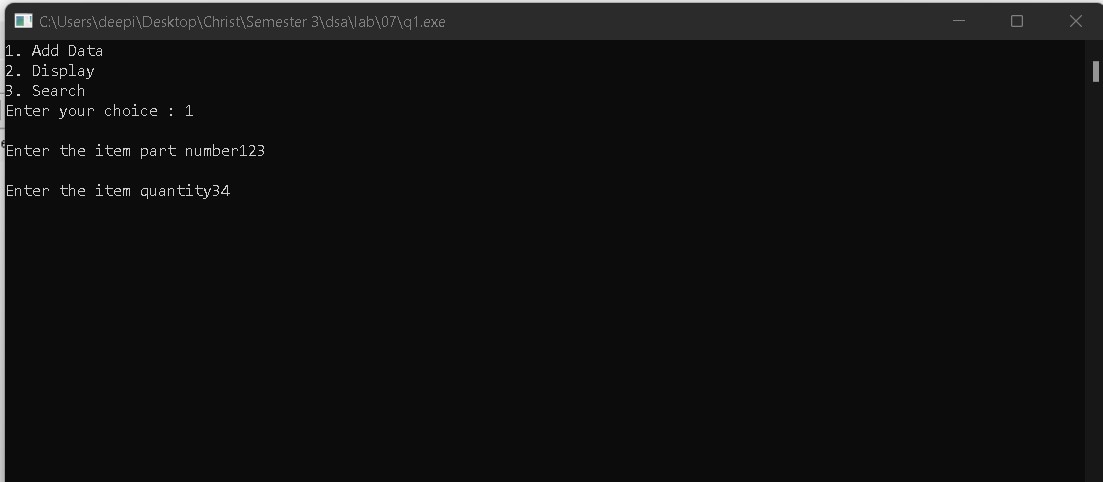 C:\Users\deepi\Desktop\Christ\Semester 3\dsa\lab\07\q1.exe
1. Add Data
2. Display
3. Search
Enter your choice : 1
Enter the item part number123
Enter the item quantity34